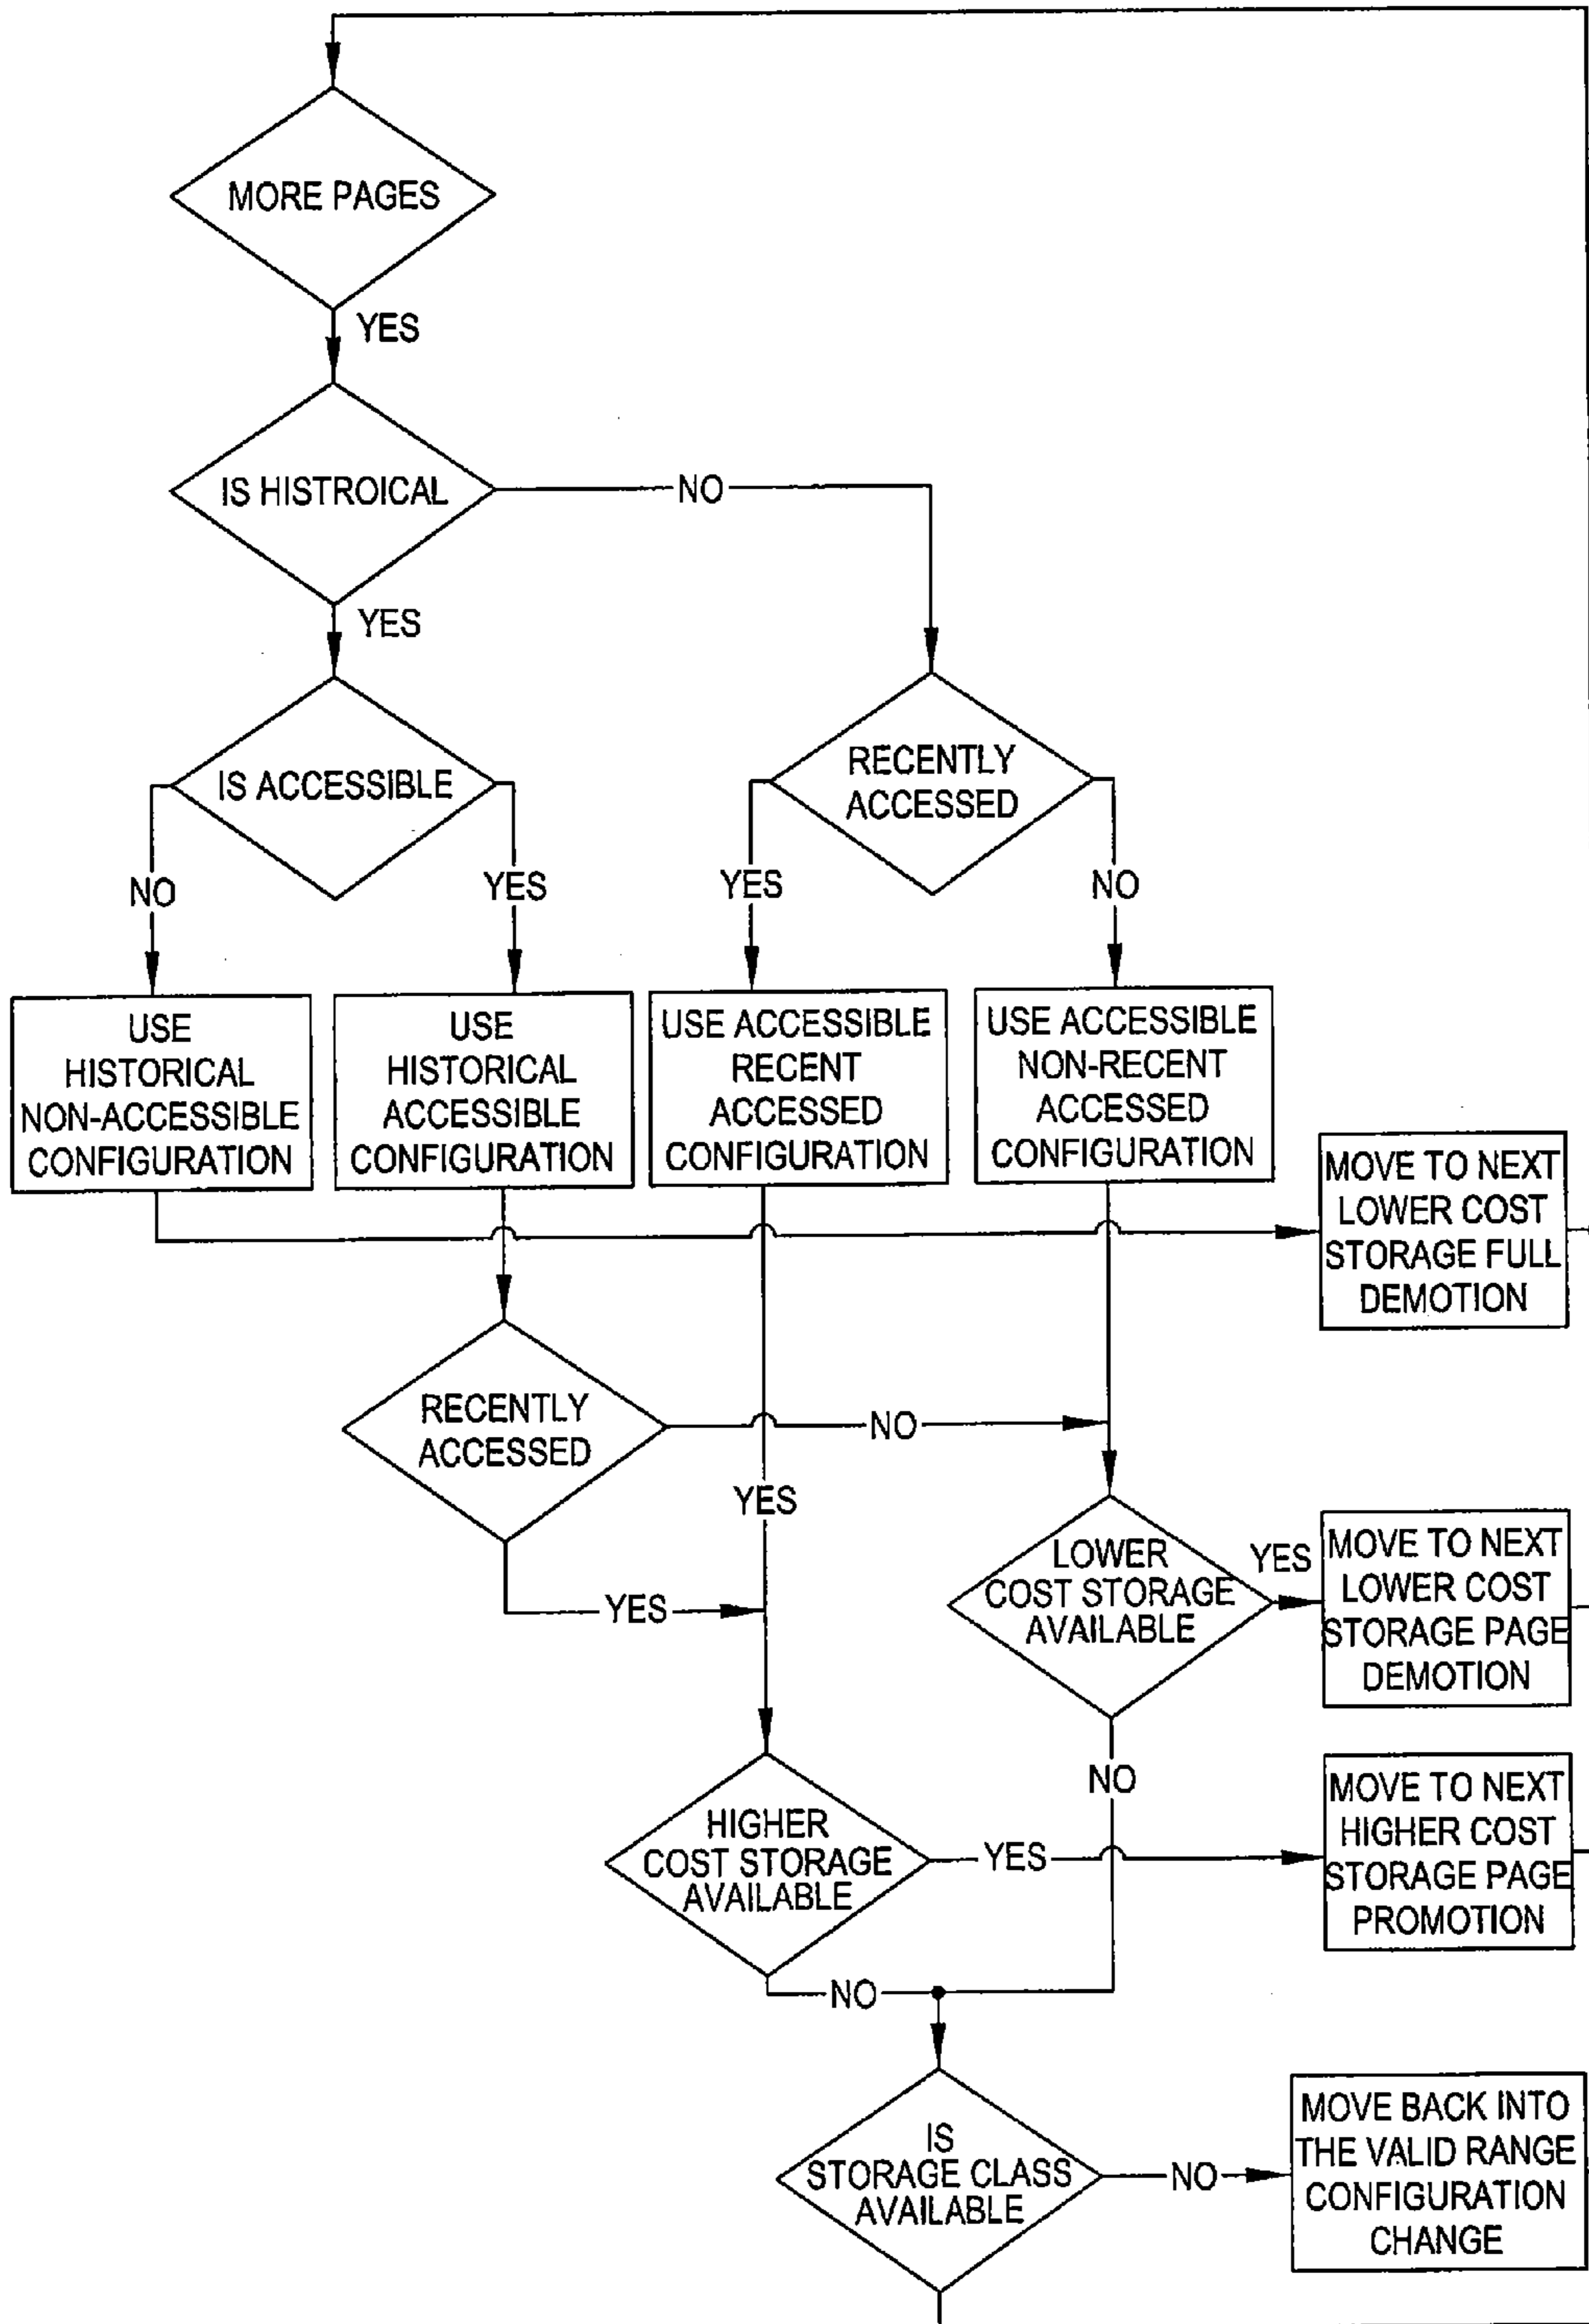 MORE PAGES
YES
IS HISTROICAL
NO
YES
IS ACCESSIBLE
RECENTLY
ACCESSED
NO
YES
YES
NO
USE
HISTORICAL
NON-ACCESSIBLE
CONFIGURATION
USE
HISTORICAL
ACCESSIBLE
CONFIGURATION
USE ACCESSIBLE
RECENT
ACCESSED
CONFIGURATION
USE ACCESSIBLE
NON-RECENT
ACCESSED
CONFIGURATION
MOVE TO NEXT
LOWER COST
STORAGE FULL
DEMOTION
RECENTLY
ACCESSED
NO
YES
YES
LOWER
COST STORAGE
AVAILABLE
YES
MOVE TO NEXT
LOWER COST
STORAGE PAGE
DEMOTION
NO
HIGHER
COST STORAGE
AVAILABLE
YES
MOVE TO NEXT
HIGHER COST
STORAGE PAGE
PROMOTION
NO
IS
STORAGE CLASS
AVAILABLE
NO
MOVE BACK INTO
THE VALID RANGE
CONFIGURATION
CHANGE